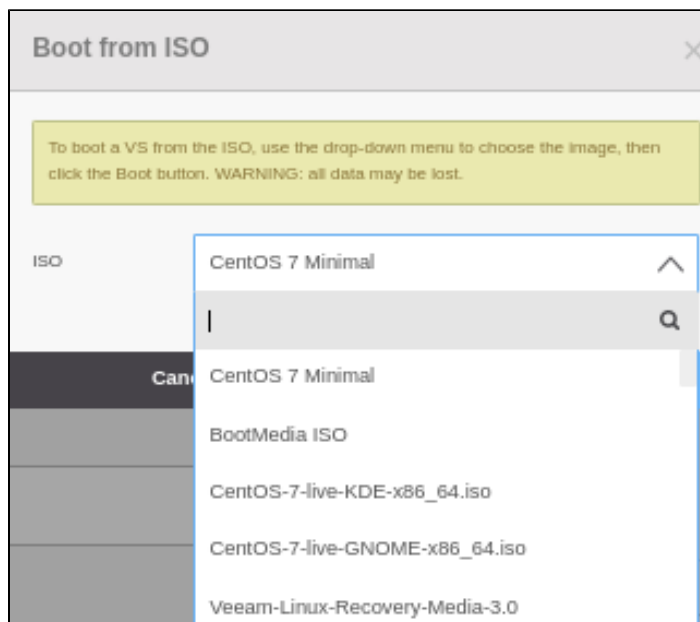 Boot from ISO
To boot a VS from the ISO, use the drop-down menu to choose the image, then
click the Boot button. WARNING: all data may be lost.
ISO
CentOS 7 Minimal
CentOS 7 Minimal
Canc
BootMedia ISO
CentOS-7-live-KDE-x86_64.iso
CentOS-7-live-GNOME-x86_64.iso
Veeam-Linux-Recovery-Media-3.0